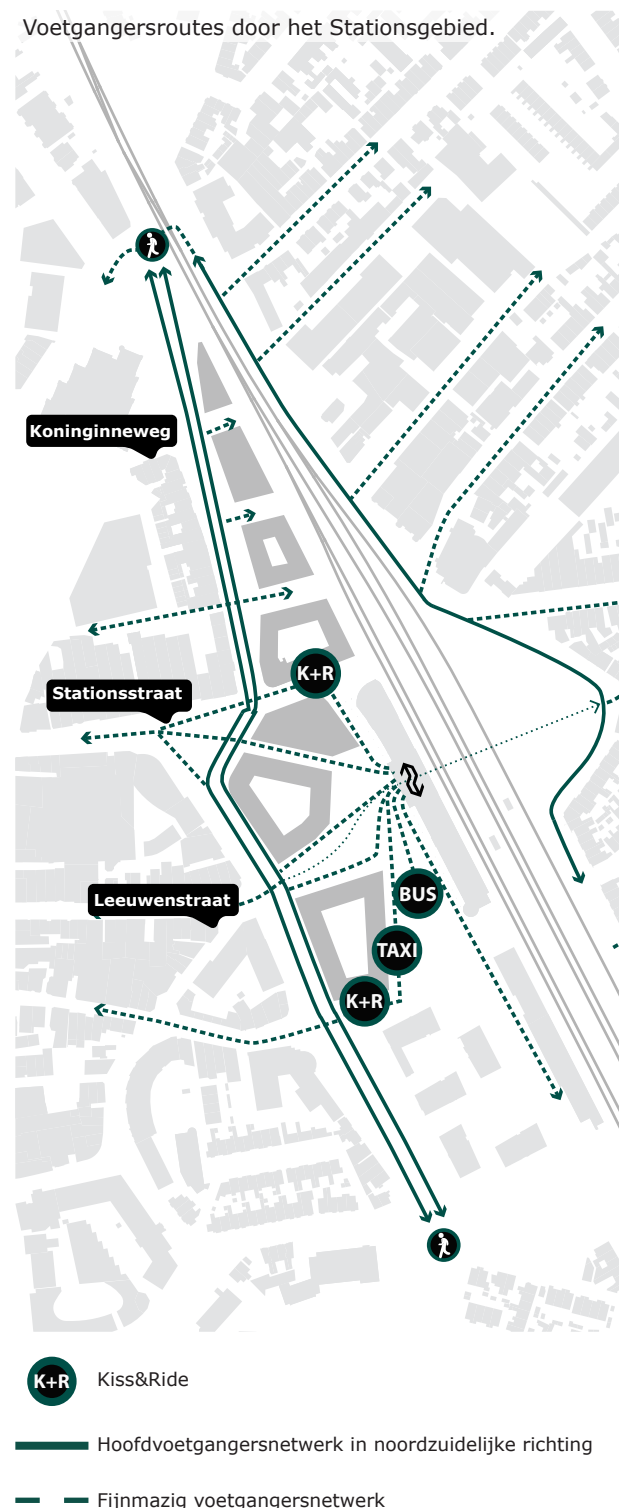 Voetgangersroutes door het Stationsgebied.
Koninginneweg
K+R
Stationsstraat
BUS
Leeuwenstraat
TAXI
K+R
K+R Kiss&Ride
Hoofdvoetgangersnetwerk in noordzuidelijke richting
Fijnmazig voetgangersnetwerk